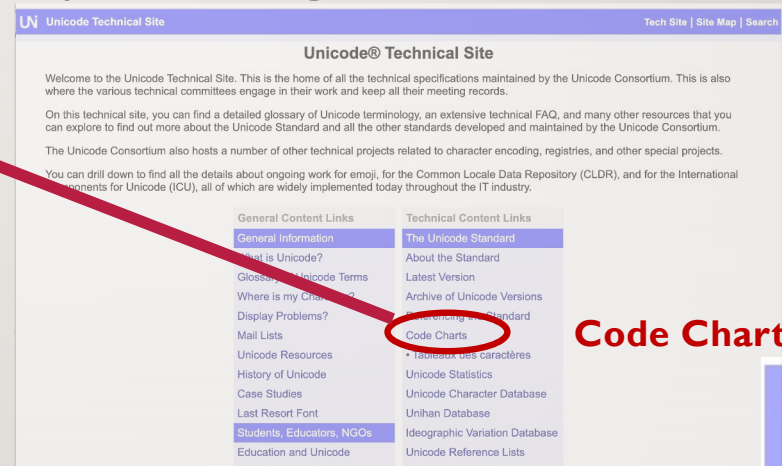 Unicode Technical Site
Tech Site | Site Map | Search
Unicode® Technical Site
Welcome to the Unicode Technical Site. This is the home of all the technical specifications maintained by the Unicode Consortium. This is also
where the various technical committees engage in their work and keep all their meeting records.
On this technical site, you can find a detailed glossary of Unicode terminology, an extensive technical FAQ, and many other resources that you
can explore to find out more about the Unicode Standard and all the other standards developed and maintained by the Unicode Consortium.
The Unicode Consortium also hosts a number of other technical projects related to character encoding, registries, and other special projects.
You can drill down to find all the details about ongoing work for emoji, for the Common Locale Data Repository (CLDR), and for the International
for Unicode (ICU), all of which are widely implemented today throughout the IT industry.
General Content Links
General Information
What is Unicode?
Glossary Unicode Terms
Where is my
Display Problems?
Mail Lists
Unicode Resources
History of Unicode
Case Studies
Last Resort Font
Students, Educators, NGOs
Education and Unicode
Technical Content Links
The Unicode Standard
About the Standard
Latest Version
Archive of Unicode Versions
Referencing the Standard
Code Charts
• Tableaux des caractères
Unicode Statistics
Unicode Character Database
Unihan Database
Ideographic Variation Database
Unicode Reference Lists
Code Chart